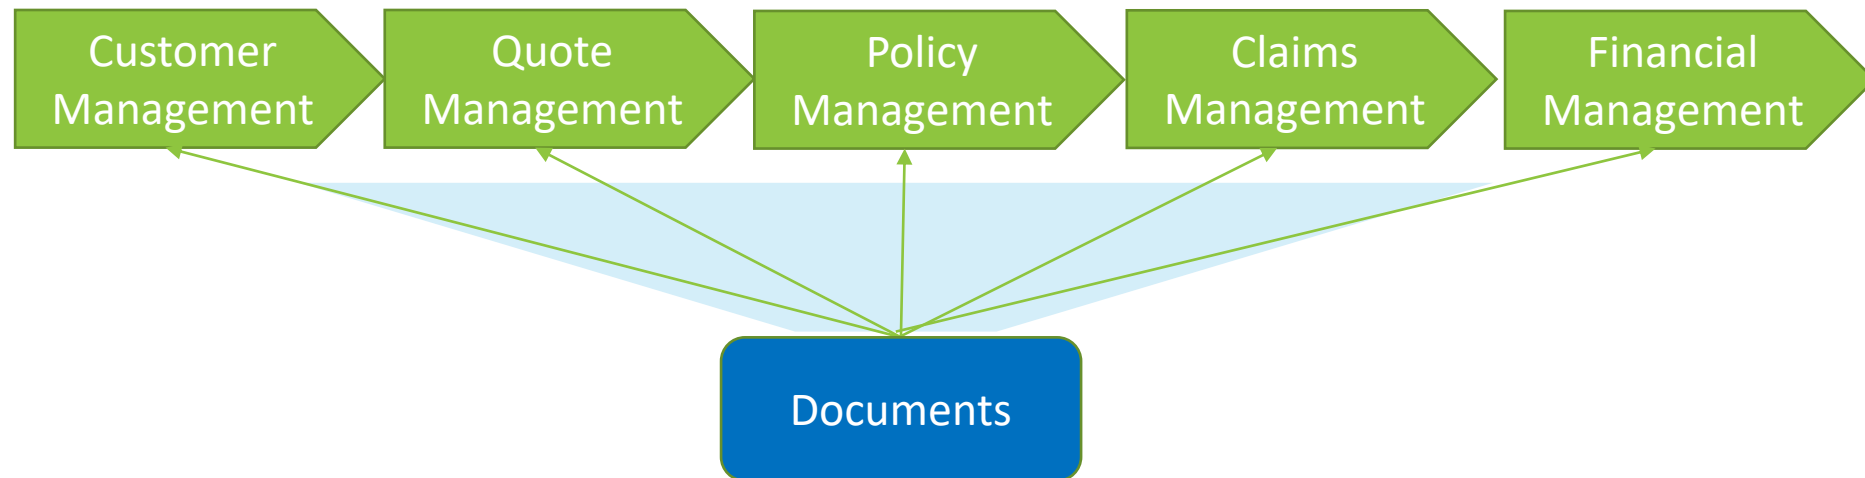 Customer
Management
Quote
Management
Policy
Management
Claims
Management
Financial
Management
Documents